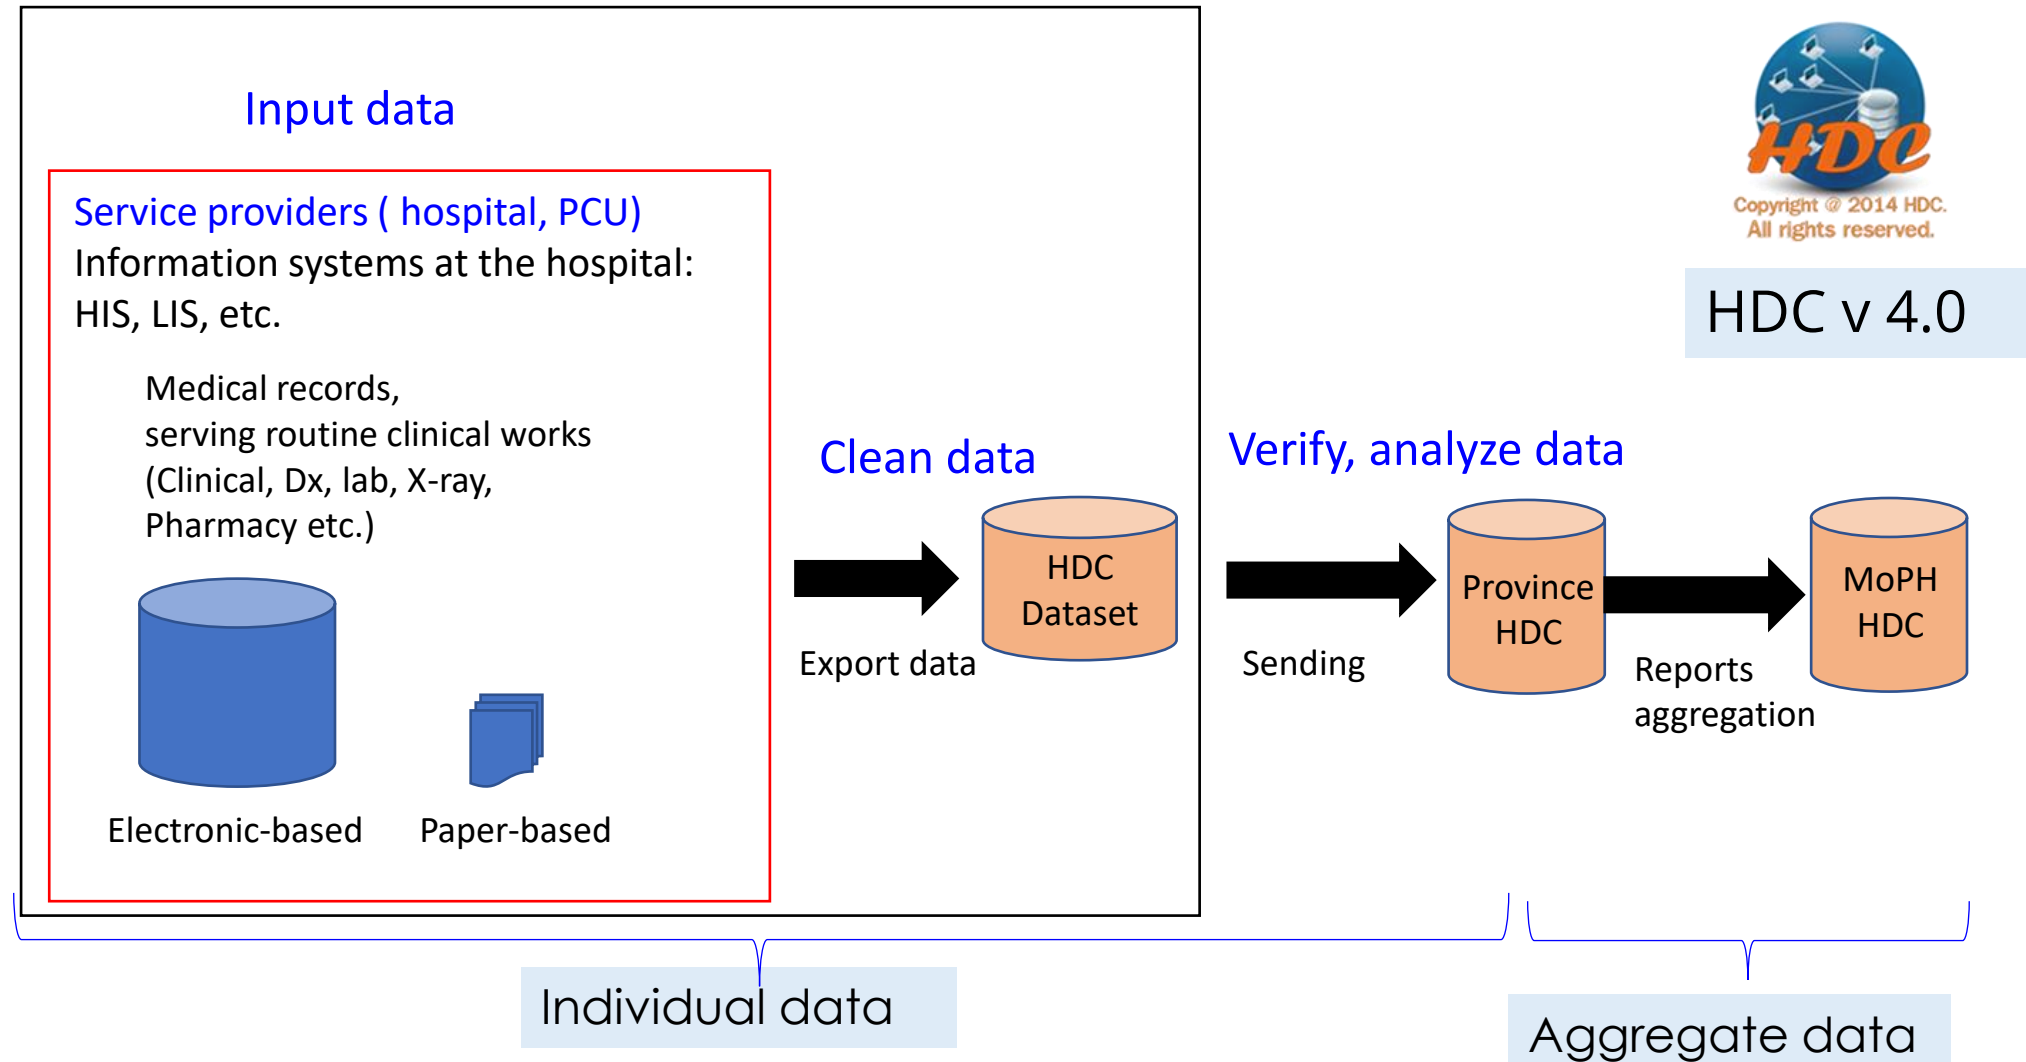 Input data
Service providers ( hospital, PCU)
Information systems at the hospital:
HIS, LIS, etc.
Medical records,
serving routine clinical works
(Clinical, Dx, lab, X-ray,
Pharmacy etc.)
Electronic-based
Paper-based
Clean data
Export data
HDC
Dataset
Verify, analyze data
Sending
Province
HDC
Reports
aggregation
MoPH
HDC
HDC
Copyright @ 2014 HDC.
All rights reserved.
HDC v 4.0
Individual data
Aggregate data